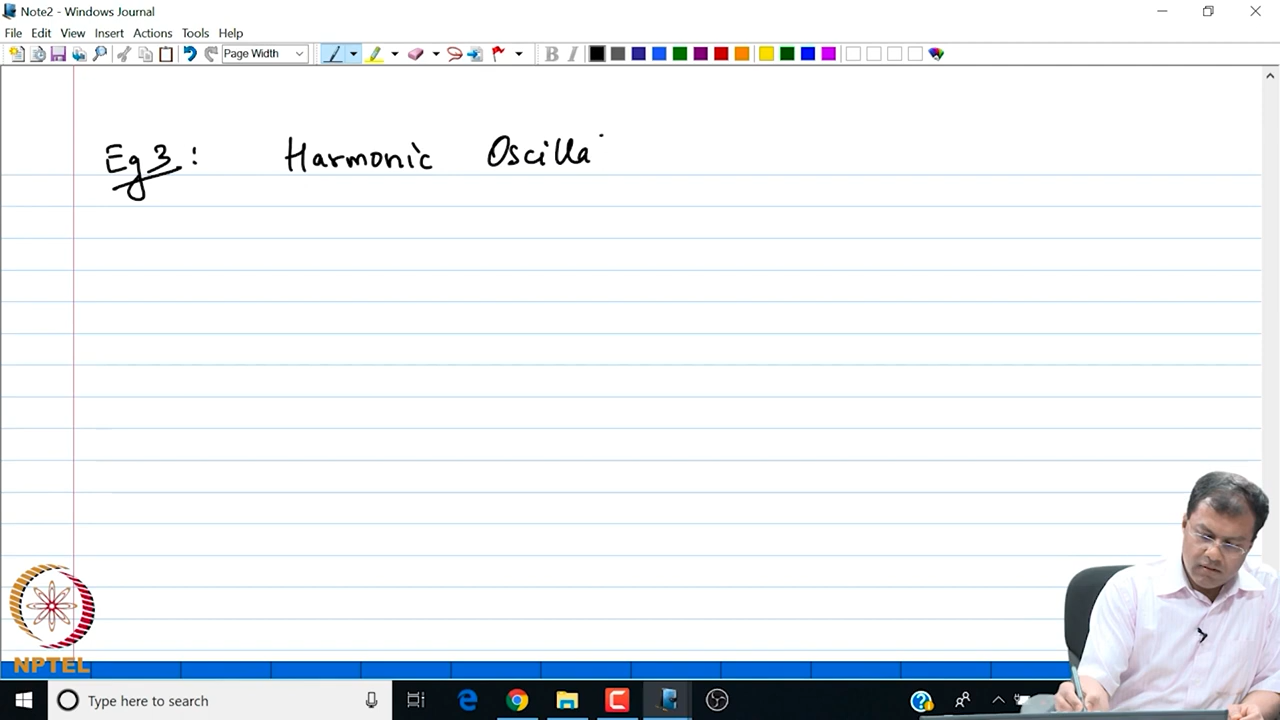 Note2 - Windows Journal
File Edit View Insert Actions Tools Help
Page Width B I
Eg 3 : Harmonic Oscilla
NPTEL
Type here to search